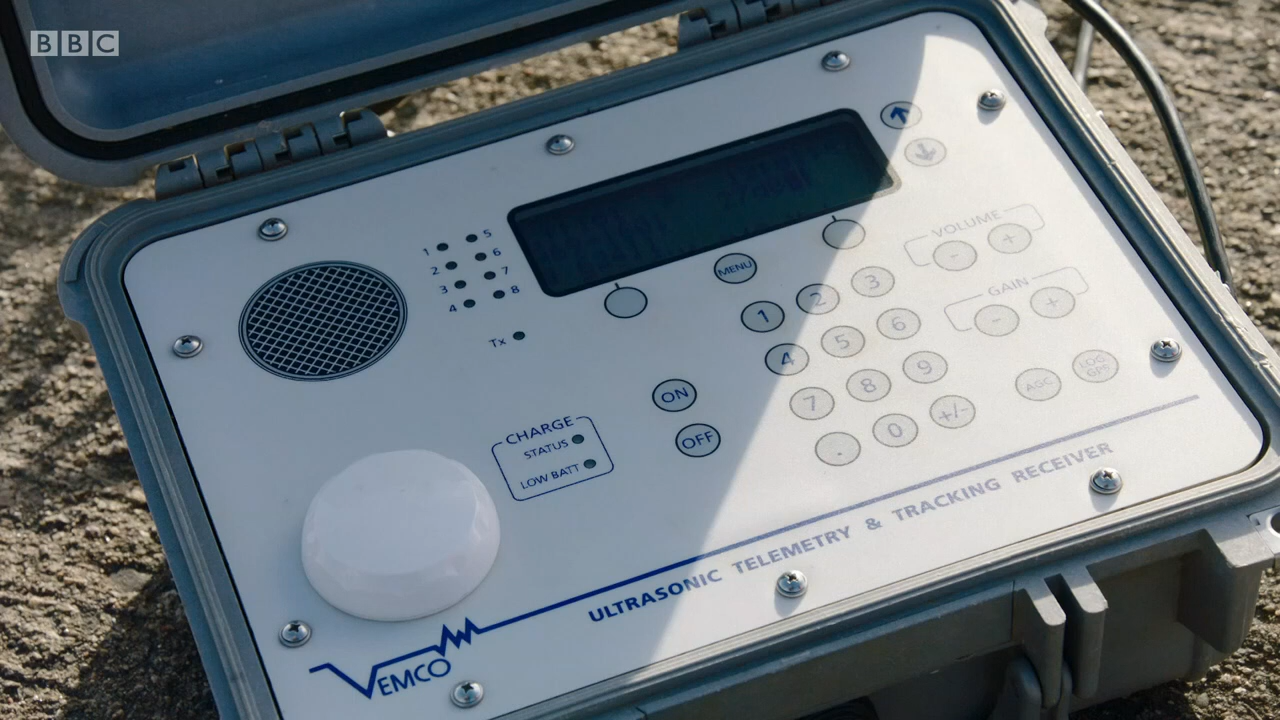 BBC
1 5
2 6
3 7
4 8
Tx
MENU
VOLUME
- +
GAIN
- +
1 2 3
4 5 6
7 8 9
. 0 +/-
ON
OFF
AGC
LOG GPS
CHARGE
STATUS
LOW BATT
ULTRASONIC TELEMETRY & TRACKING RECEIVER
VEMCO